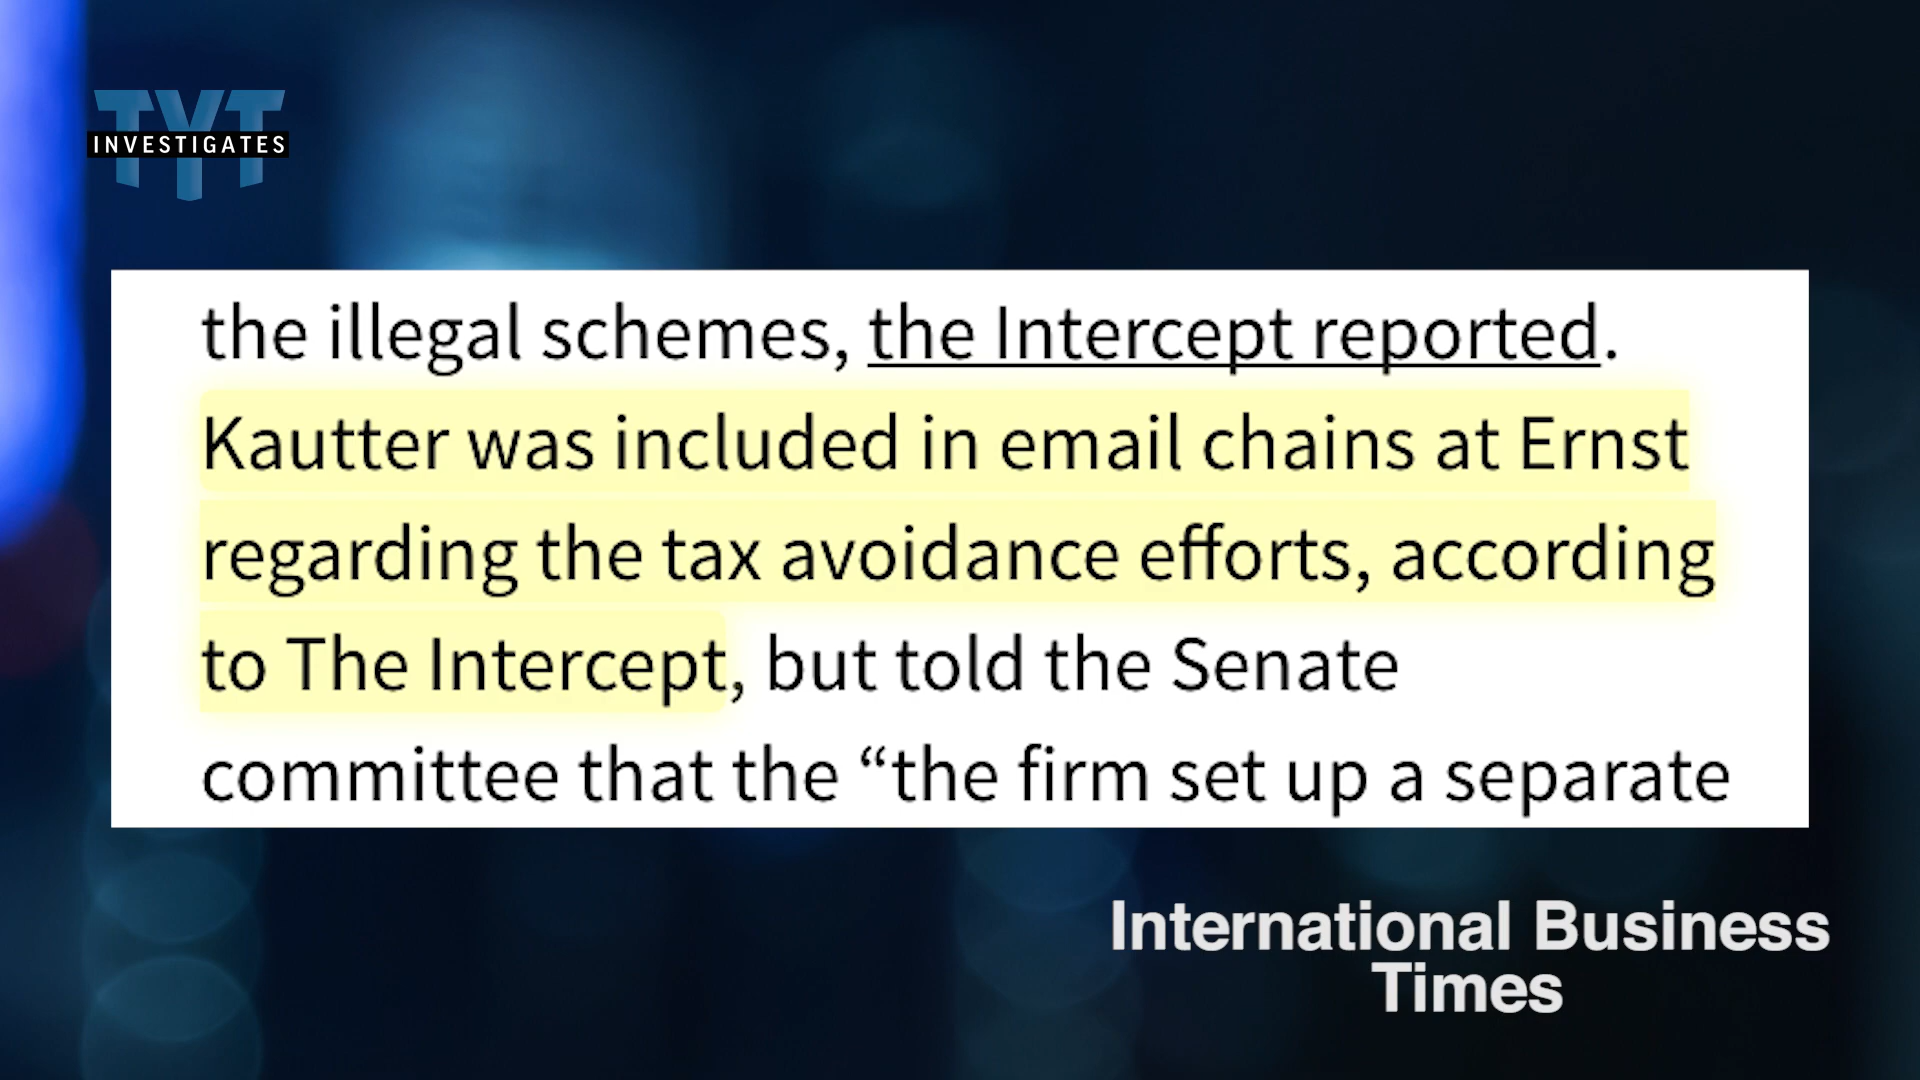 TYT
INVESTIGATES
the illegal schemes, the Intercept reported.
Kautter was included in email chains at Ernst
regarding the tax avoidance efforts, according
to The Intercept, but told the Senate
committee that the “the firm set up a separate
International Business
Times